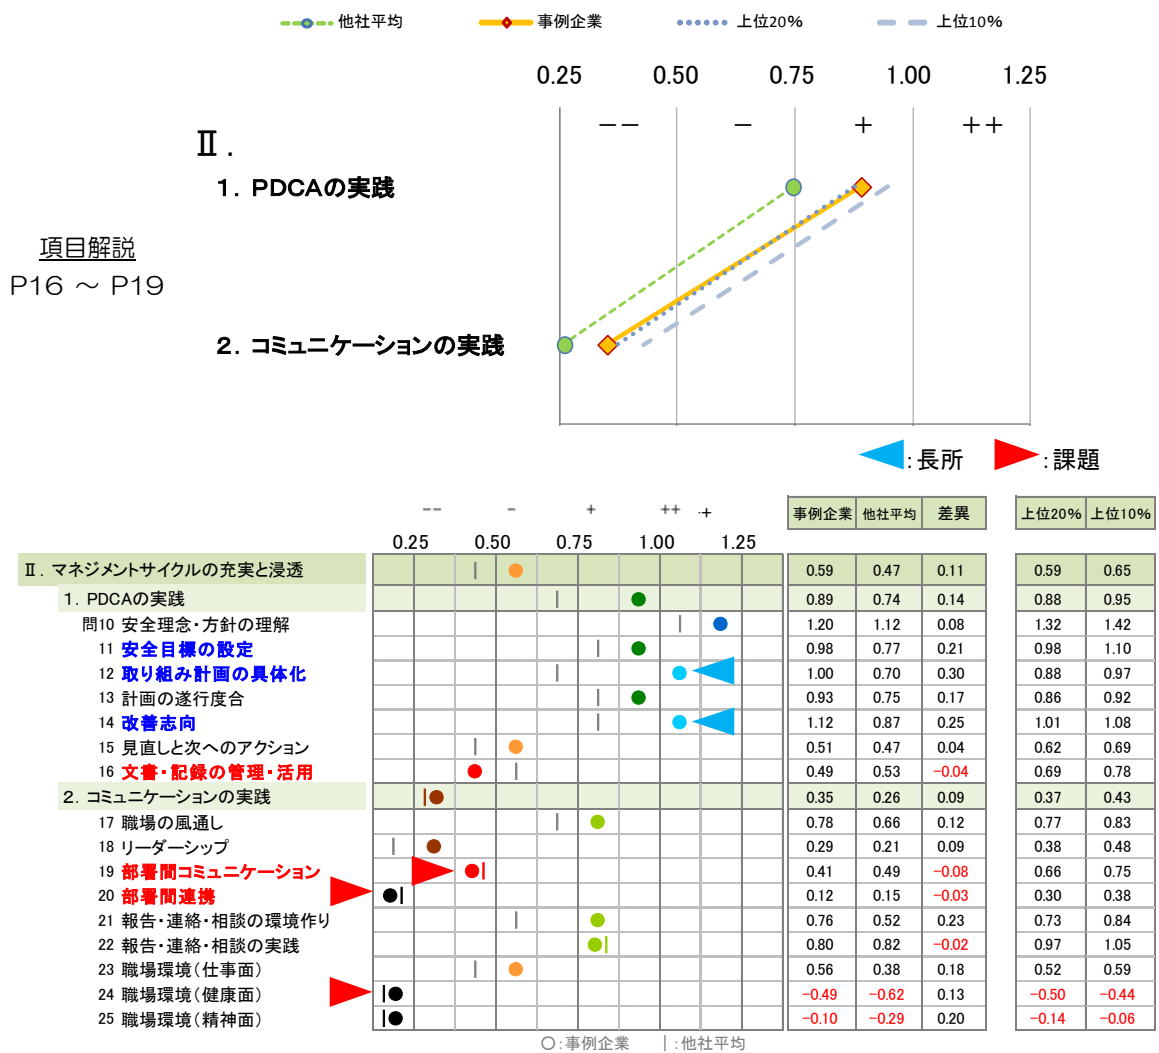 他社平均 事例企業 上位20% 上位10%
0.25 0.50 0.75 1.00 1.25
-- - + ++
Ⅱ.
1. PDCAの実践
項目解説
P16 ～ P19
2. コミュニケーションの実践
:長所 :課題
-- - + ++ ·+
事例企業 他社平均 差異 上位20% 上位10%
0.25 0.50 0.75 1.00 1.25
Ⅱ. マネジメントサイクルの充実と浸透 0.59 0.47 0.11 0.59 0.65
1. PDCAの実践 0.89 0.74 0.14 0.88 0.95
問10 安全理念・方針の理解 1.20 1.12 0.08 1.32 1.42
11 安全目標の設定 0.98 0.77 0.21 0.98 1.10
12 取り組み計画の具体化 1.00 0.70 0.30 0.88 0.97
13 計画の遂行度合 0.93 0.75 0.17 0.86 0.92
14 改善志向 1.12 0.87 0.25 1.01 1.08
15 見直しと次へのアクション 0.51 0.47 0.04 0.62 0.69
16 文書・記録の管理・活用 0.49 0.53 -0.04 0.69 0.78
2. コミュニケーションの実践 0.35 0.26 0.09 0.37 0.43
17 職場の風通し 0.78 0.66 0.12 0.77 0.83
18 リーダーシップ 0.29 0.21 0.09 0.38 0.48
19 部署間コミュニケーション 0.41 0.49 -0.08 0.66 0.75
20 部署間連携 0.12 0.15 -0.03 0.30 0.38
21 報告・連絡・相談の環境作り 0.76 0.52 0.23 0.73 0.84
22 報告・連絡・相談の実践 0.80 0.82 -0.02 0.97 1.05
23 職場環境(仕事面) 0.56 0.38 0.18 0.52 0.59
24 職場環境(健康面) -0.49 -0.62 0.13 -0.50 -0.44
25 職場環境(精神面) -0.10 -0.29 0.20 -0.14 -0.06
○:事例企業 |:他社平均